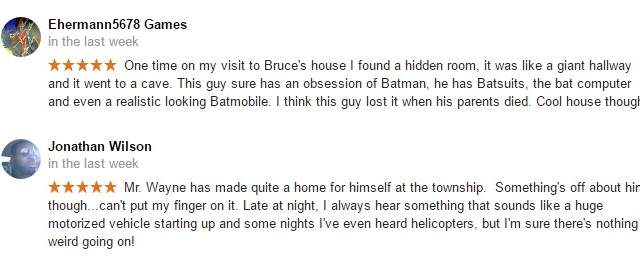 Ehermann5678 Games
in the last week
★★★★★ One time on my visit to Bruce's house I found a hidden room, it was like a giant hallway
and it went to a cave. This guy sure has an obsession of Batman, he has Batsuits, the bat computer
and even a realistic looking Batmobile. I think this guy lost it when his parents died. Cool house though
Jonathan Wilson
in the last week
★★★★★ Mr. Wayne has made quite a home for himself at the township. Something's off about him
though...can't put my finger on it. Late at night, I always hear something that sounds like a huge
motorized vehicle starting up and some nights I've even heard helicopters, but I'm sure there's nothing
weird going on!